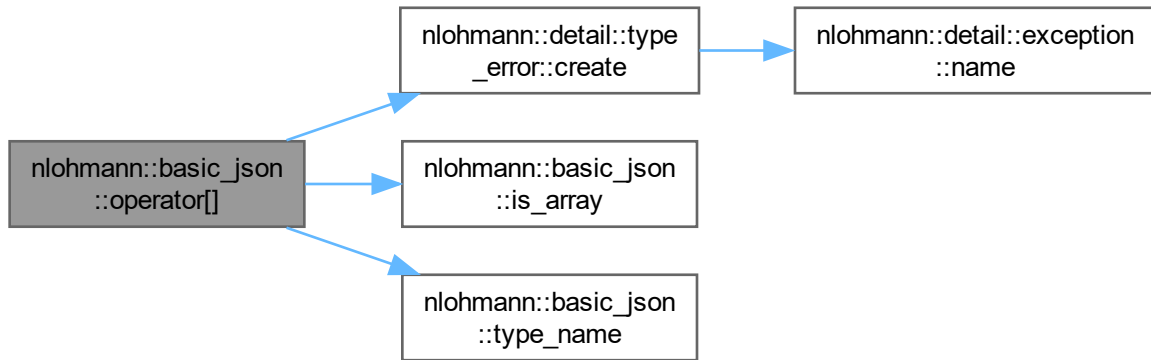 nlohmann::basic_json
::operator[]
nlohmann::detail::type
_error::create
nlohmann::detail::exception
::name
nlohmann::basic_json
::is_array
nlohmann::basic_json
::type_name